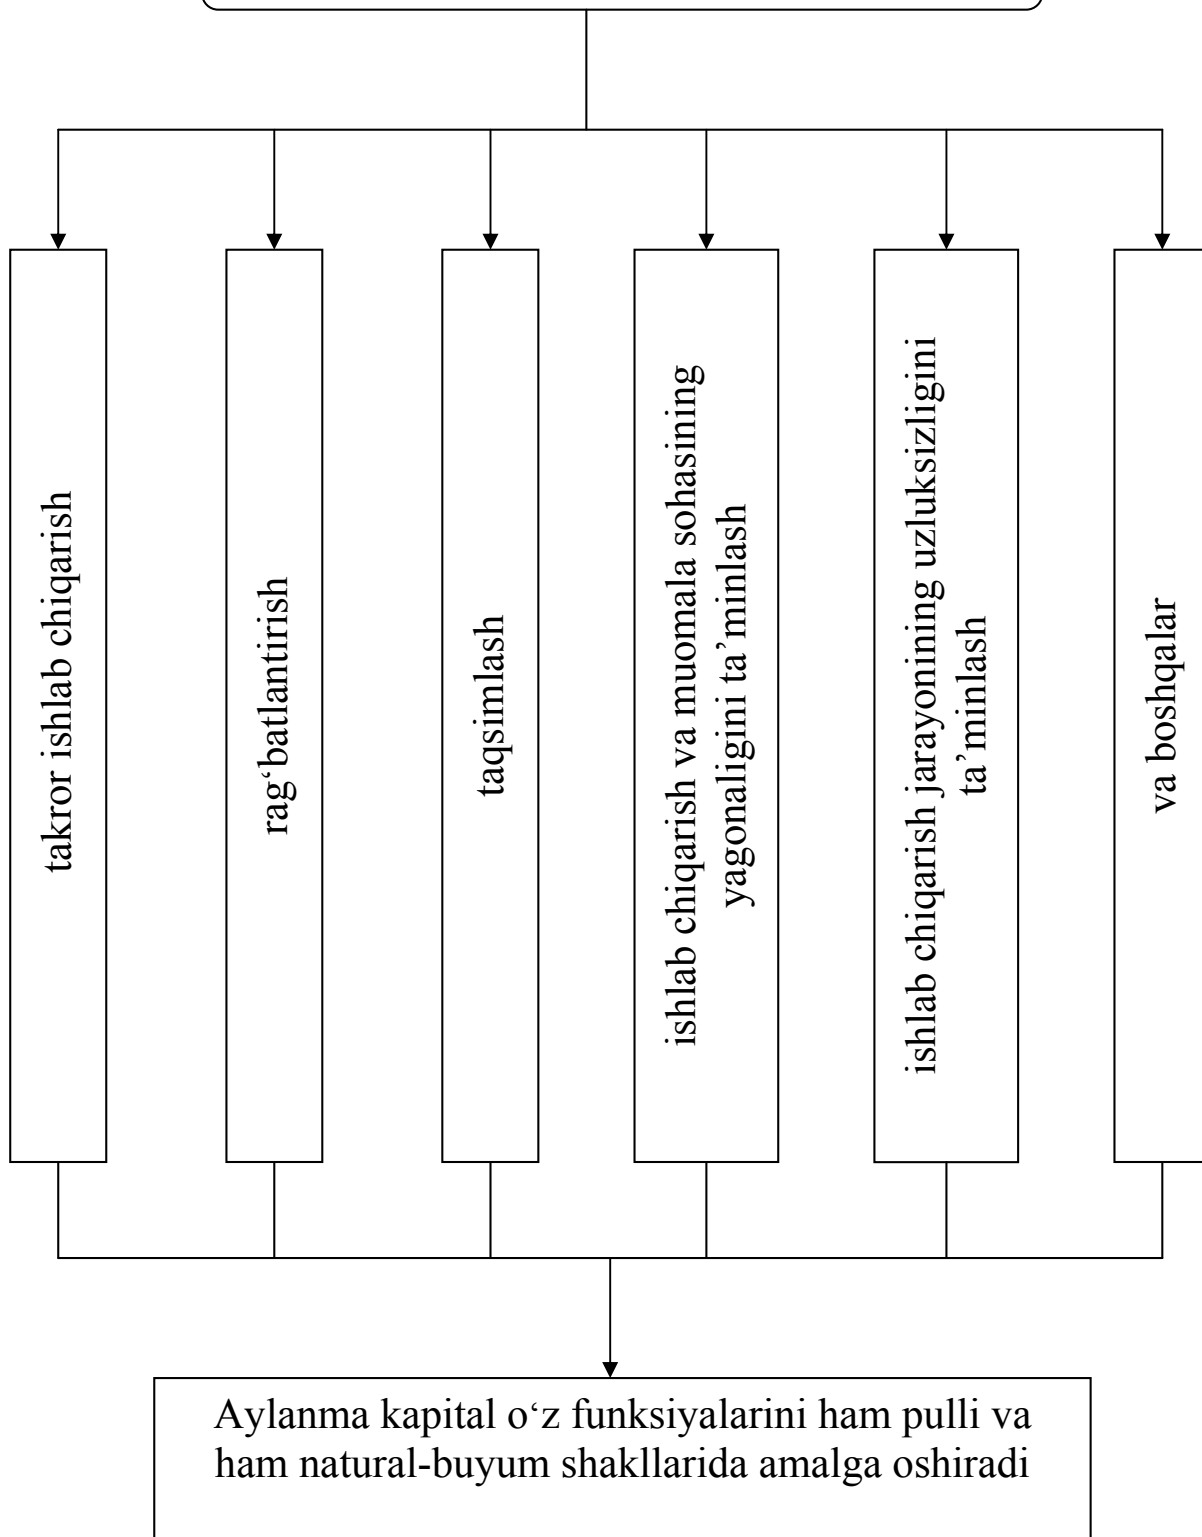 takror ishlab chiqarish
rag‘batlantirish
taqsimlash
ishlab chiqarish va muomala sohasining
yagonaligini ta’minlash
ishlab chiqarish jarayonining uzluksizligini
ta’minlash
va boshqalar
Aylanma kapital o‘z funksiyalarini ham pulli va
ham natural-buyum shakllarida amalga oshiradi